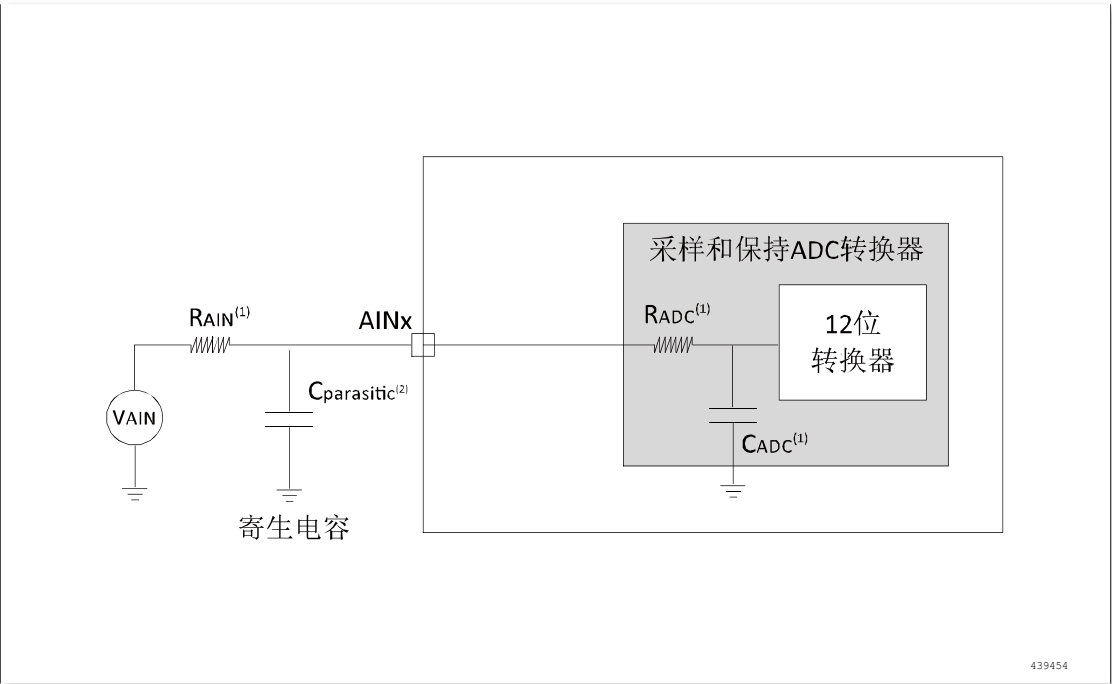 采样和保持ADC转换器
RAIN(1)
AINx
RADC(1)
12位
转换器
Cparasitic(2)
VAIN
CADC(1)
寄生电容
439454